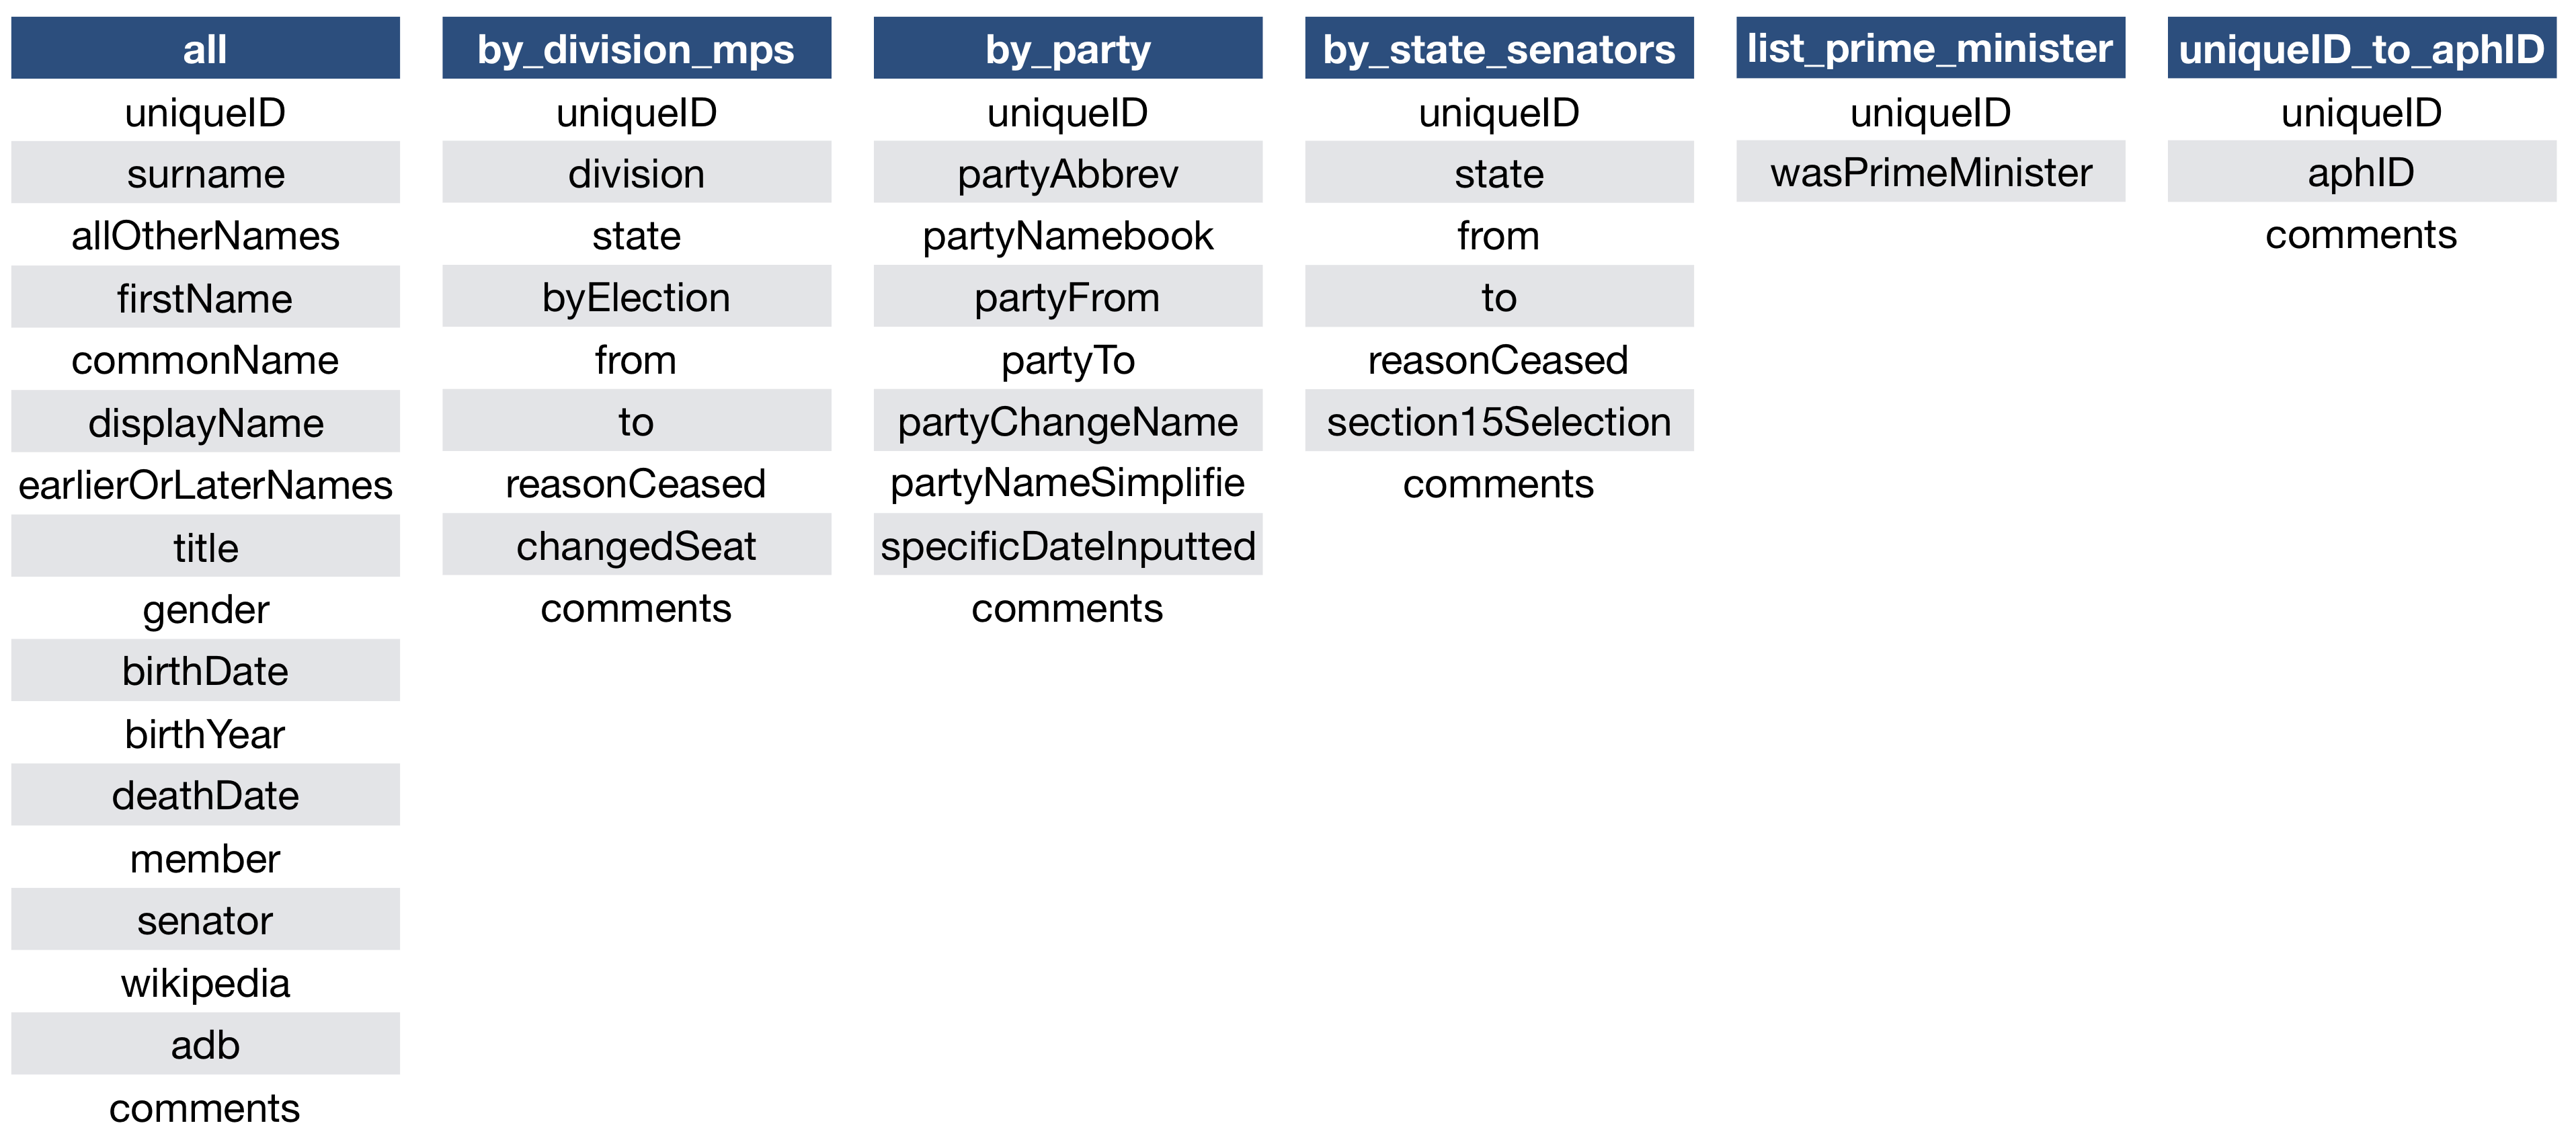 all
uniqueID
surname
allOtherNames
firstName
commonName
displayName
earlierOrLaterNames
title
gender
birthDate
birthYear
deathDate
member
senator
wikipedia
adb
comments
by_division_mps
uniqueID
division
state
byElection
from
to
reasonCeased
changedSeat
comments
by_party
uniqueID
partyAbbrev
partyNamebook
partyFrom
partyTo
partyChangeName
partyNameSimplifie
specificDateInputted
comments
by_state_senators
uniqueID
state
from
to
reasonCeased
section15Selection
comments
list_prime_minister
uniqueID
wasPrimeMinister
uniqueID_to_aphID
uniqueID
aphID
comments